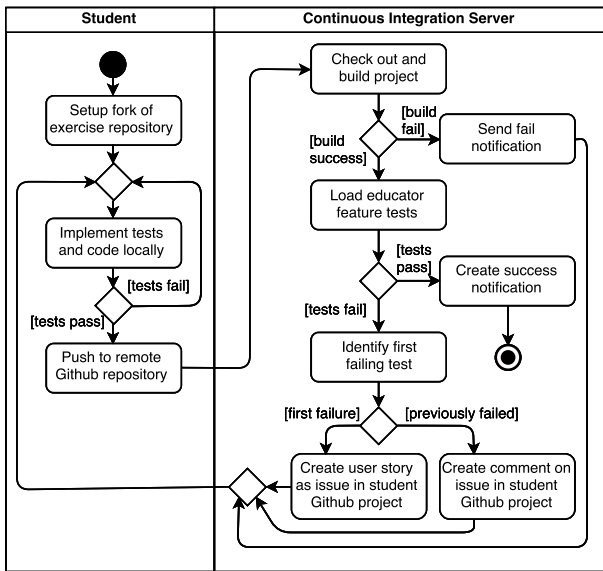 Student
Continuous Integration Server
Setup fork of
exercise repository
Implement tests
and code locally
[tests fail]
[tests pass]
Push to remote
Github repository
Check out and
build project
[build
fail]
[build
success]
Send fail
notification
Load educator
feature tests
[tests
pass]
Create success
notification
[tests fail]
Identify first
failing test
[first failure]
[previously failed]
Create user story
as issue in student
Github project
Create comment on
issue in student
Github project